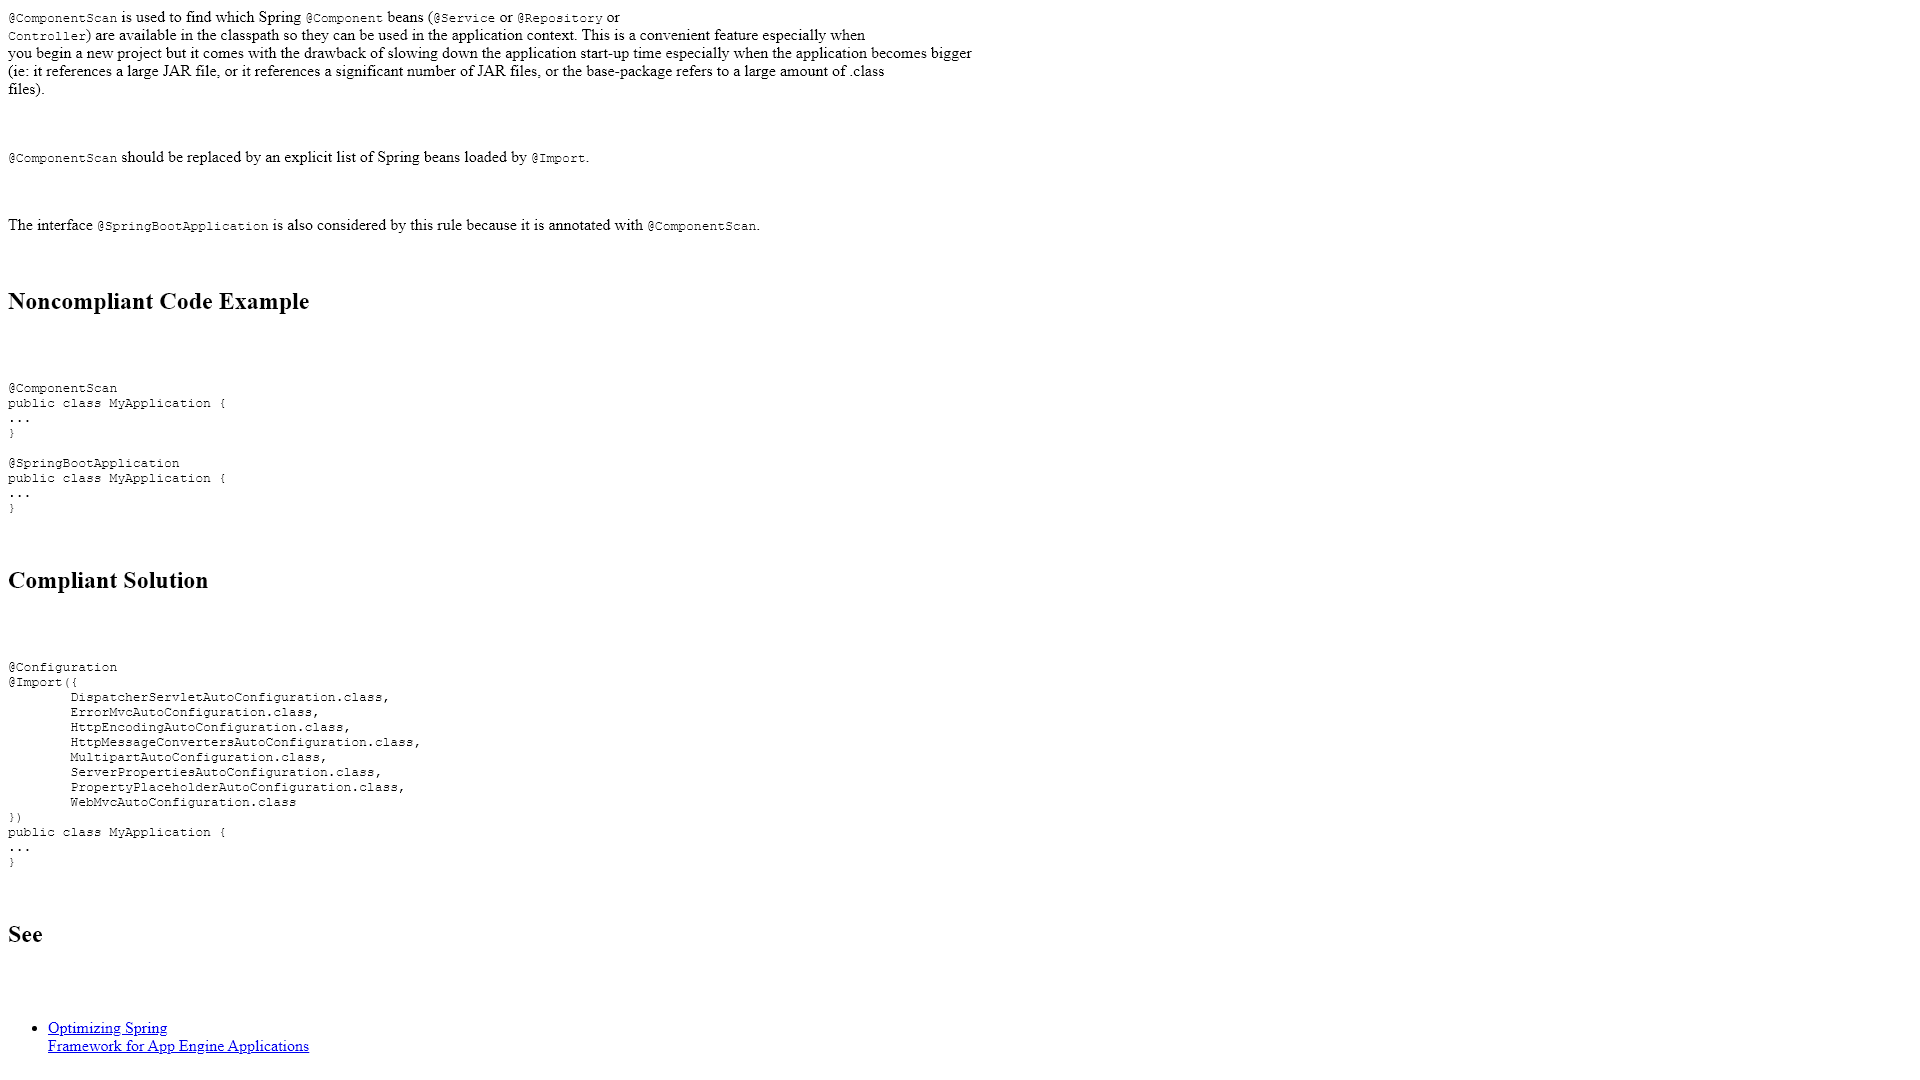 @ComponentScan is used to find which Spring @Component beans (@Service or @Repository or
Controller) are available in the classpath so they can be used in the application context. This is a convenient feature especially when
you begin a new project but it comes with the drawback of slowing down the application start-up time especially when the application becomes bigger
(ie: it references a large JAR file, or it references a significant number of JAR files, or the base-package refers to a large amount of .class
files).
@ComponentScan should be replaced by an explicit list of Spring beans loaded by @Import.
The interface @SpringBootApplication is also considered by this rule because it is annotated with @ComponentScan.
Noncompliant Code Example
@ComponentScan
public class MyApplication {
...
}
@SpringBootApplication
public class MyApplication {
...
}
Compliant Solution
@Configuration
@Import({
        DispatcherServletAutoConfiguration.class,
        ErrorMvcAutoConfiguration.class,
        HttpEncodingAutoConfiguration.class,
        HttpMessageConvertersAutoConfiguration.class,
        MultipartAutoConfiguration.class,
        ServerPropertiesAutoConfiguration.class,
        PropertyPlaceholderAutoConfiguration.class,
        WebMvcAutoConfiguration.class
})
public class MyApplication {
...
}
See
• Optimizing Spring
Framework for App Engine Applications